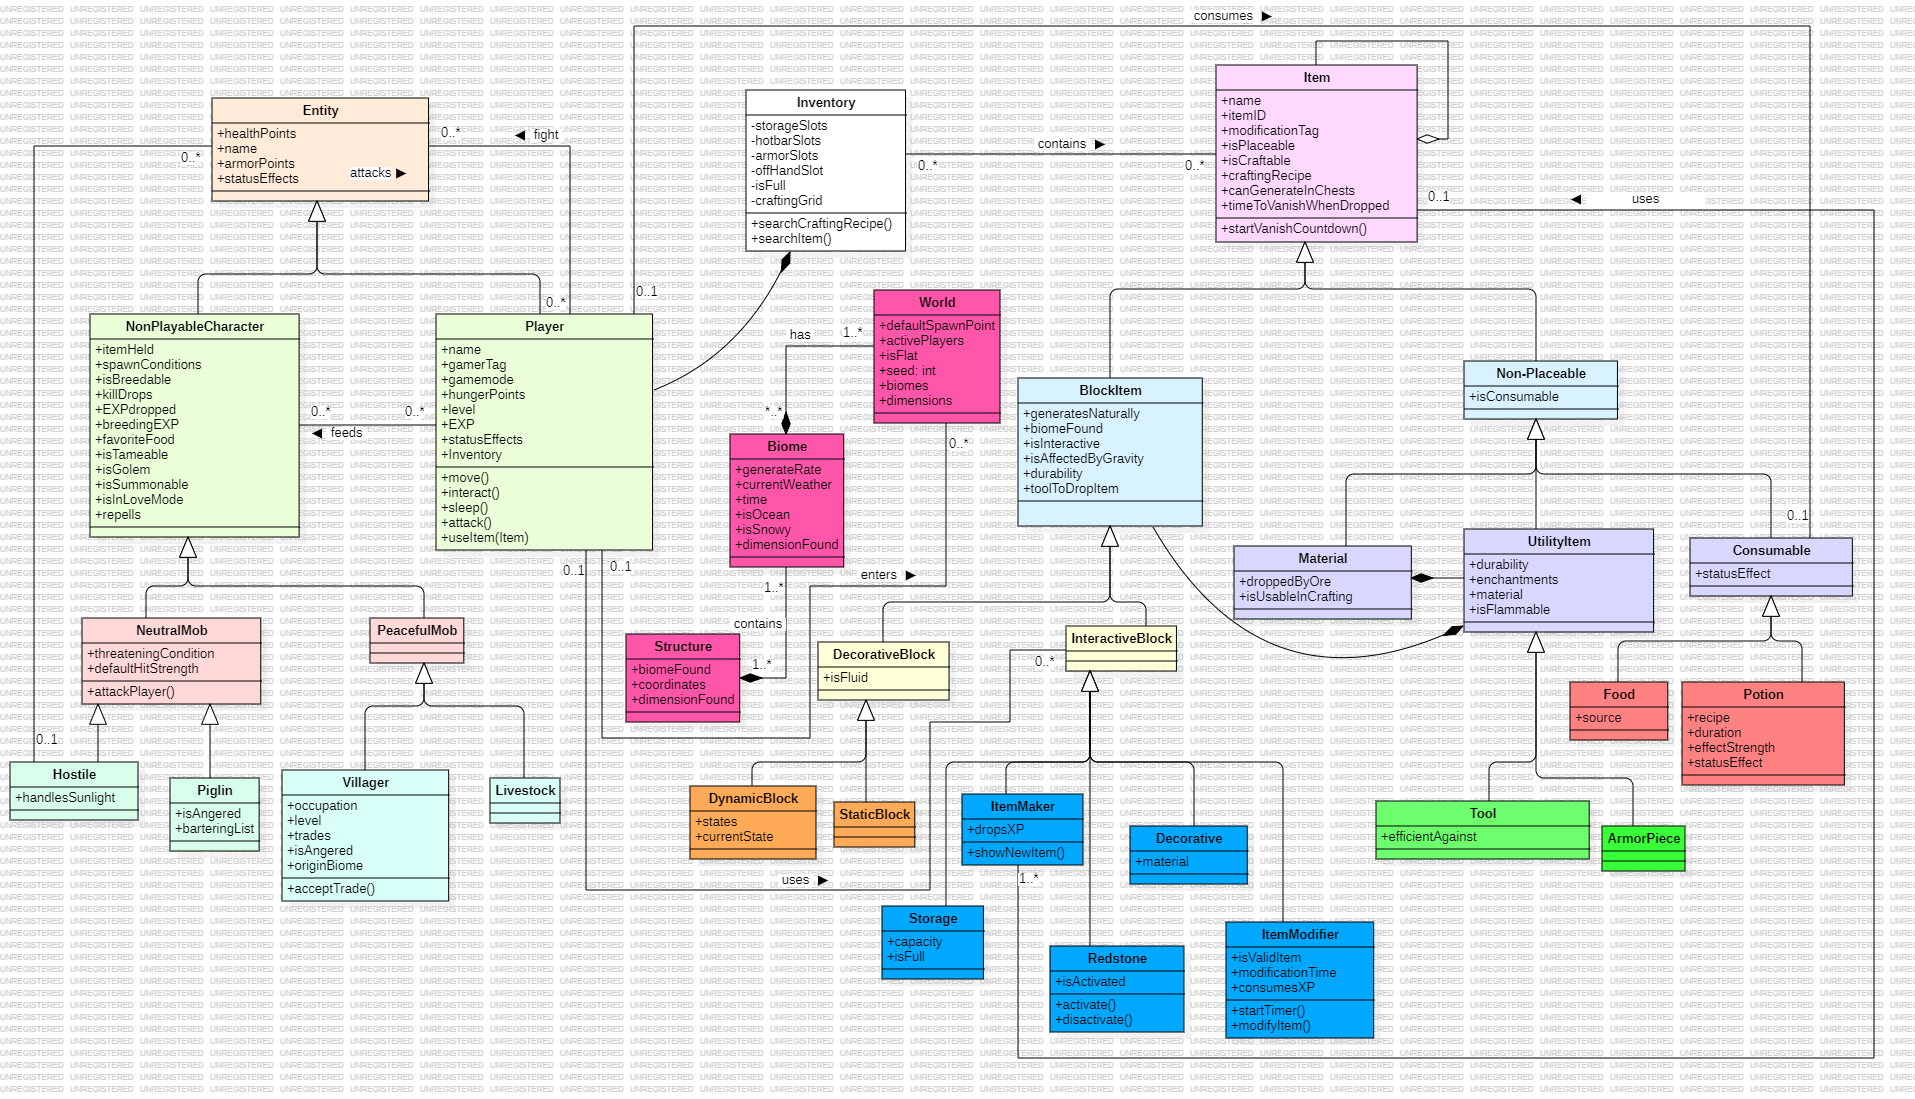 consumes ►
Entity
+healthPoints
+name
+armorPoints
+statusEffects
attacks ►
0..*
0..*
◄ fight
Inventory
-storageSlots
-hotbarSlots
-armorSlots
-offHandSlot
-isFull
-craftingGrid
+searchCraftingRecipe()
+searchItem()
contains ►
0..*
0..*
Item
+name
+itemID
+modificationTag
+isPlaceable
+isCraftable
+craftingRecipe
+canGenerateInChests
+timeToVanishWhenDropped
+startVanishCountdown()
0..1
◄ uses
NonPlayableCharacter
+itemHeld
+spawnConditions
+isBreedable
+killDrops
+EXPdropped
+breedingEXP
+favoriteFood
+isTameable
+isGolem
+isSummonable
+isInLoveMode
+repells
0..*
0..*
◄ feeds
0..*
0..1
Player
+name
+gamerTag
+gamemode
+hungerPoints
+level
+EXP
+statusEffects
+Inventory
+move()
+interact()
+sleep()
+attack()
+useItem(Item)
0..1
0..1
World
+defaultSpawnPoint
+activePlayers
+isFlat
+seed: int
+biomes
+dimensions
has
1..*
*..*
0..*
Biome
+generateRate
+currentWeather
+time
+isOcean
+isSnowy
+dimensionFound
1..*
contains
1..*
enters ►
Structure
+biomeFound
+coordinates
+dimensionFound
BlockItem
+generatesNaturally
+biomeFound
+isInteractive
+isAffectedByGravity
+durability
+toolToDropItem
Non-Placeable
+isConsumable
Material
+droppedByOre
+isUsableInCrafting
UtilityItem
+durability
+enchantments
+material
+isFlammable
0..1
Consumable
+statusEffect
NeutralMob
+threateningCondition
+defaultHitStrength
+attackPlayer()
PeacefulMob
DecorativeBlock
+isFluid
InteractiveBlock
0..*
Food
+source
Potion
+recipe
+duration
+effectStrength
+statusEffect
0..1
Hostile
+handlesSunlight
Piglin
+isAngered
+barteringList
Villager
+occupation
+level
+trades
+isAngered
+originBiome
+acceptTrade()
Livestock
DynamicBlock
+states
+currentState
StaticBlock
uses ►
ItemMaker
+dropsXP
+showNewItem()
1..*
Decorative
+material
Tool
+efficientAgainst
ArmorPiece
Storage
+capacity
+isFull
Redstone
+isActivated
+activate()
+disactivate()
ItemModifier
+isValidItem
+modificationTime
+consumesXP
+startTimer()
+modifyItem()
UNREGISTERED